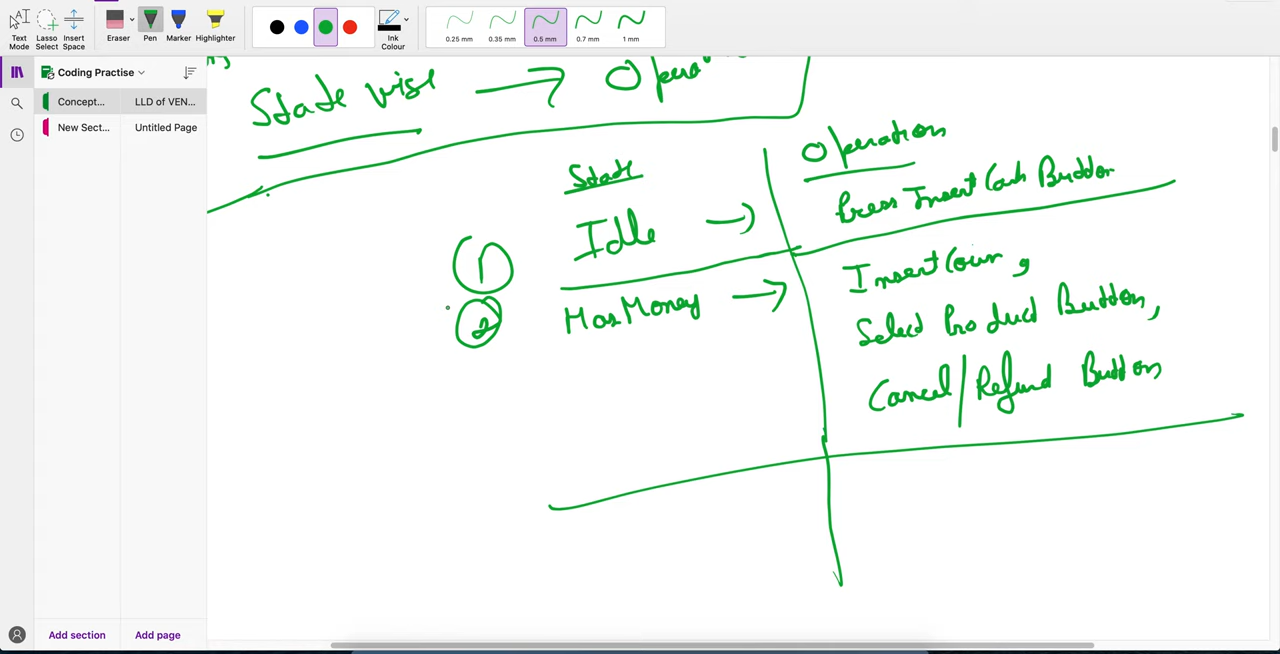 Text Mode
Lasso Select
Insert Space
Eraser
Pen
Marker
Highlighter
Ink Colour
0.25 mm
0.35 mm
0.5 mm
0.7 mm
1 mm
Coding Practise
Concept...
LLD of VEN...
New Sect...
Untitled Page
State wise →
State
Operation
1
Idle →
Press Insert Cash Button
2
HasMoney →
Insert Coin,
Select Product Button,
Cancel/Refund Button
Add section
Add page